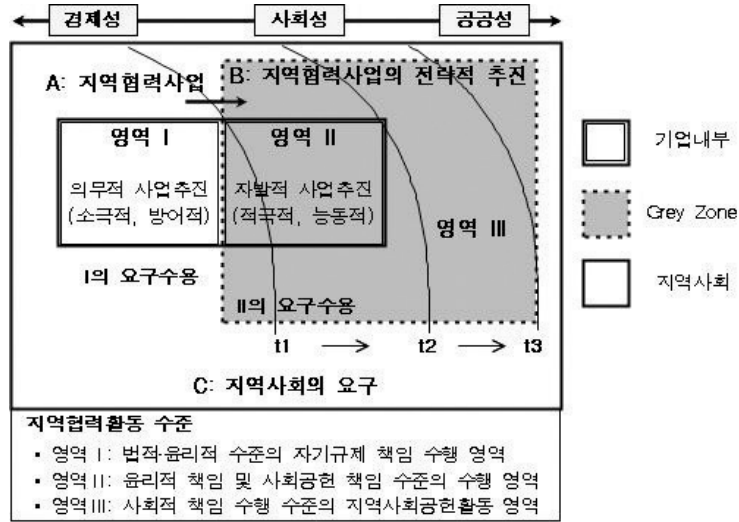 경제성 사회성 공공성
A: 지역협력사업 B: 지역협력사업의 전략적 추진
영역 I 영역 II
기업내부
의무적 사업추진 자발적 사업추진
(소극적, 방어적) (적극적, 능동적)
영역 III
Grey Zone
I의 요구수용
지역사회
II의 요구수용
t1 t2 t3
C: 지역사회의 요구
지역협력활동 수준
▪ 영역 I: 법적·윤리적 수준의 자기규제 책임 수행 영역
▪ 영역 II: 윤리적 책임 및 사회공헌 책임 수준의 수행 영역
▪ 영역 III: 사회적 책임 수행 수준의 지역사회공헌활동 영역